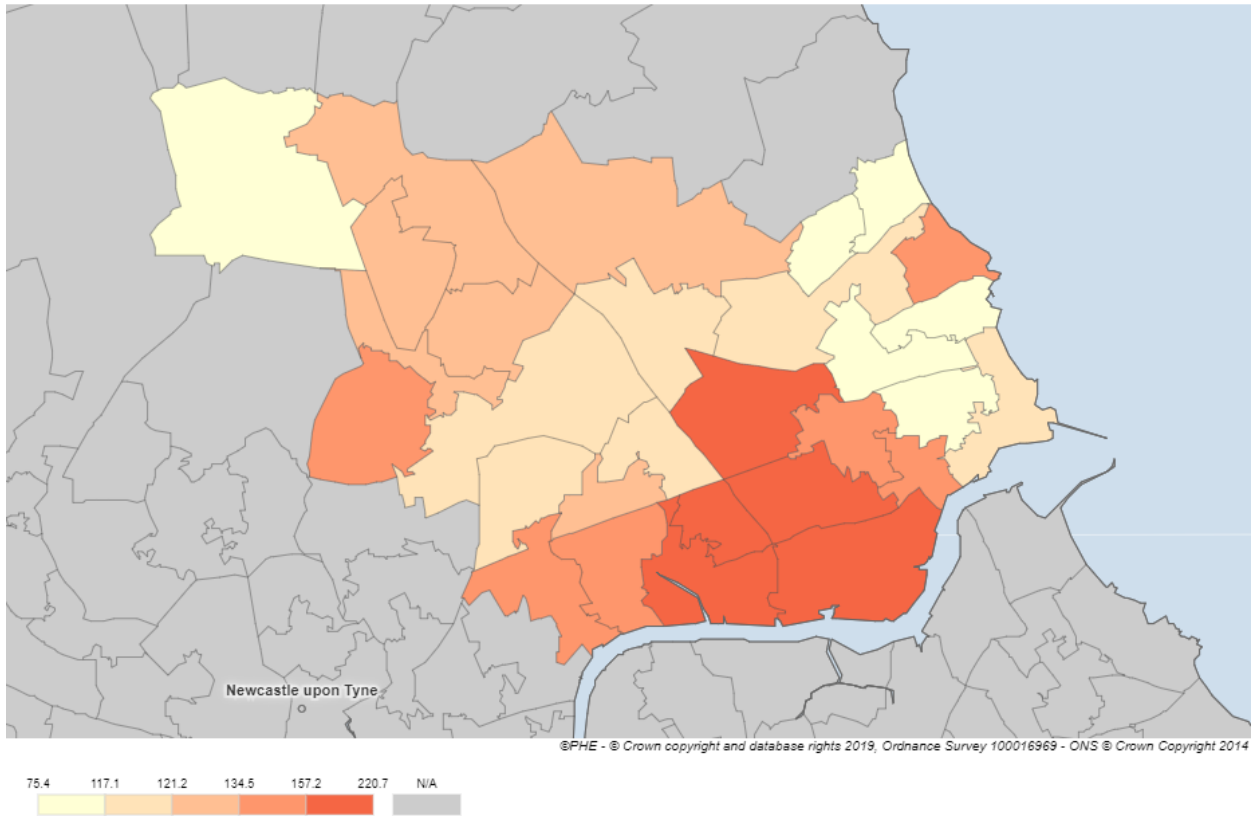 Newcastle upon Tyne
©PHE - © Crown copyright and database rights 2019, Ordnance Survey 100016969 - ONS © Crown Copyright 2014
75.4 117.1 121.2 134.5 157.2 220.7 N/A